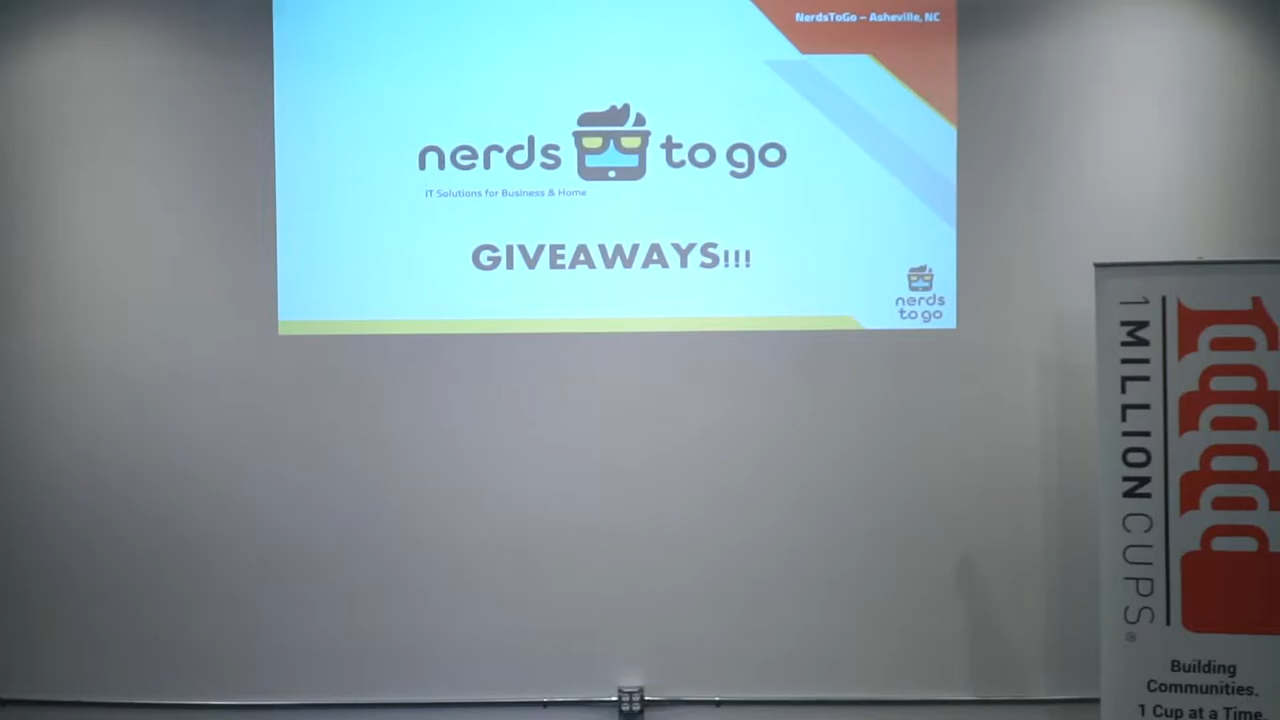 NerdsToGo – Asheville, NC
nerds to go
IT Solutions for Business & Home
GIVEAWAYS!!!
nerds
to go
1 MILLION CUPS®
Building
Communities.
1 Cup at a Time